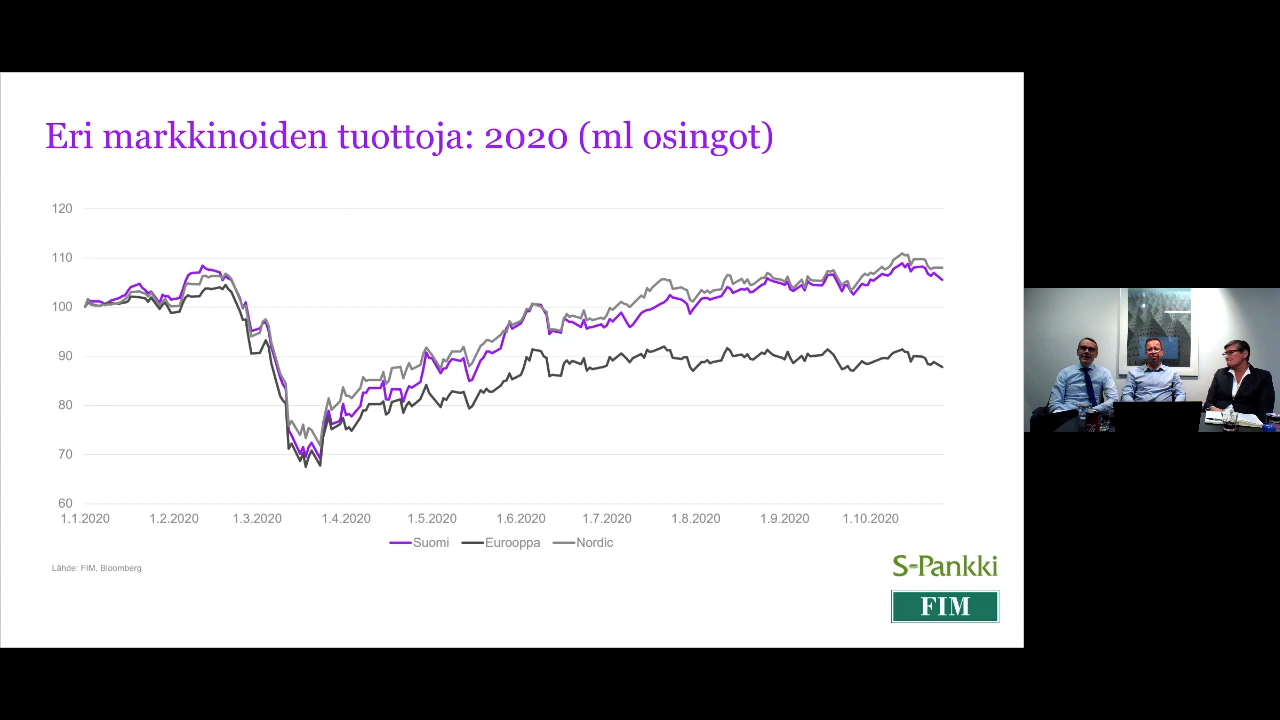 Eri markkinoiden tuottoja: 2020 (ml osingot)
120
110
100
90
80
70
60
1.1.2020 1.2.2020 1.3.2020 1.4.2020 1.5.2020 1.6.2020 1.7.2020 1.8.2020 1.9.2020 1.10.2020
Suomi Eurooppa Nordic
Lähde: FIM, Bloomberg
S-Pankki
FIM